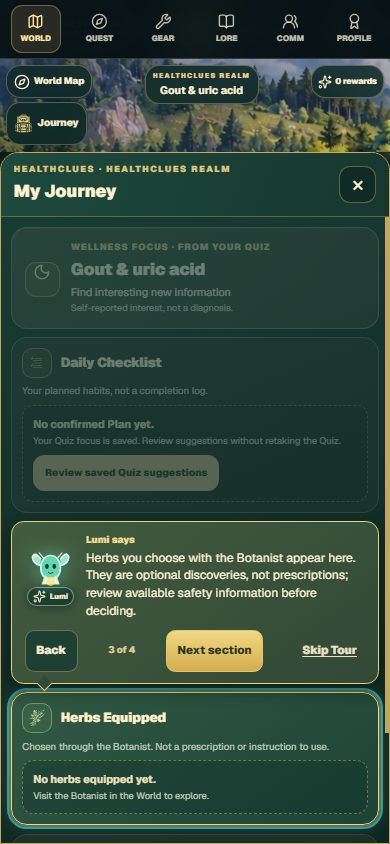 WORLD
QUEST
GEAR
LORE
COMM
PROFILE
World Map
HEALTHCLUES REALM
Gout & uric acid
0 rewards
Journey
HEALTHCLUES · HEALTHCLUES REALM
My Journey
WELLNESS FOCUS · FROM YOUR QUIZ
Gout & uric acid
Find interesting new information
Self-reported interest, not a diagnosis.
Daily Checklist
Your planned habits, not a completion log.
No confirmed Plan yet.
Your Quiz focus is saved. Review suggestions without retaking the Quiz.
Review saved Quiz suggestions
Lumi says
Herbs you choose with the Botanist appear here.
They are optional discoveries, not prescriptions;
review available safety information before
deciding.
Lumi
Back
3 of 4
Next section
Skip Tour
Herbs Equipped
Chosen through the Botanist. Not a prescription or instruction to use.
No herbs equipped yet.
Visit the Botanist in the World to explore.